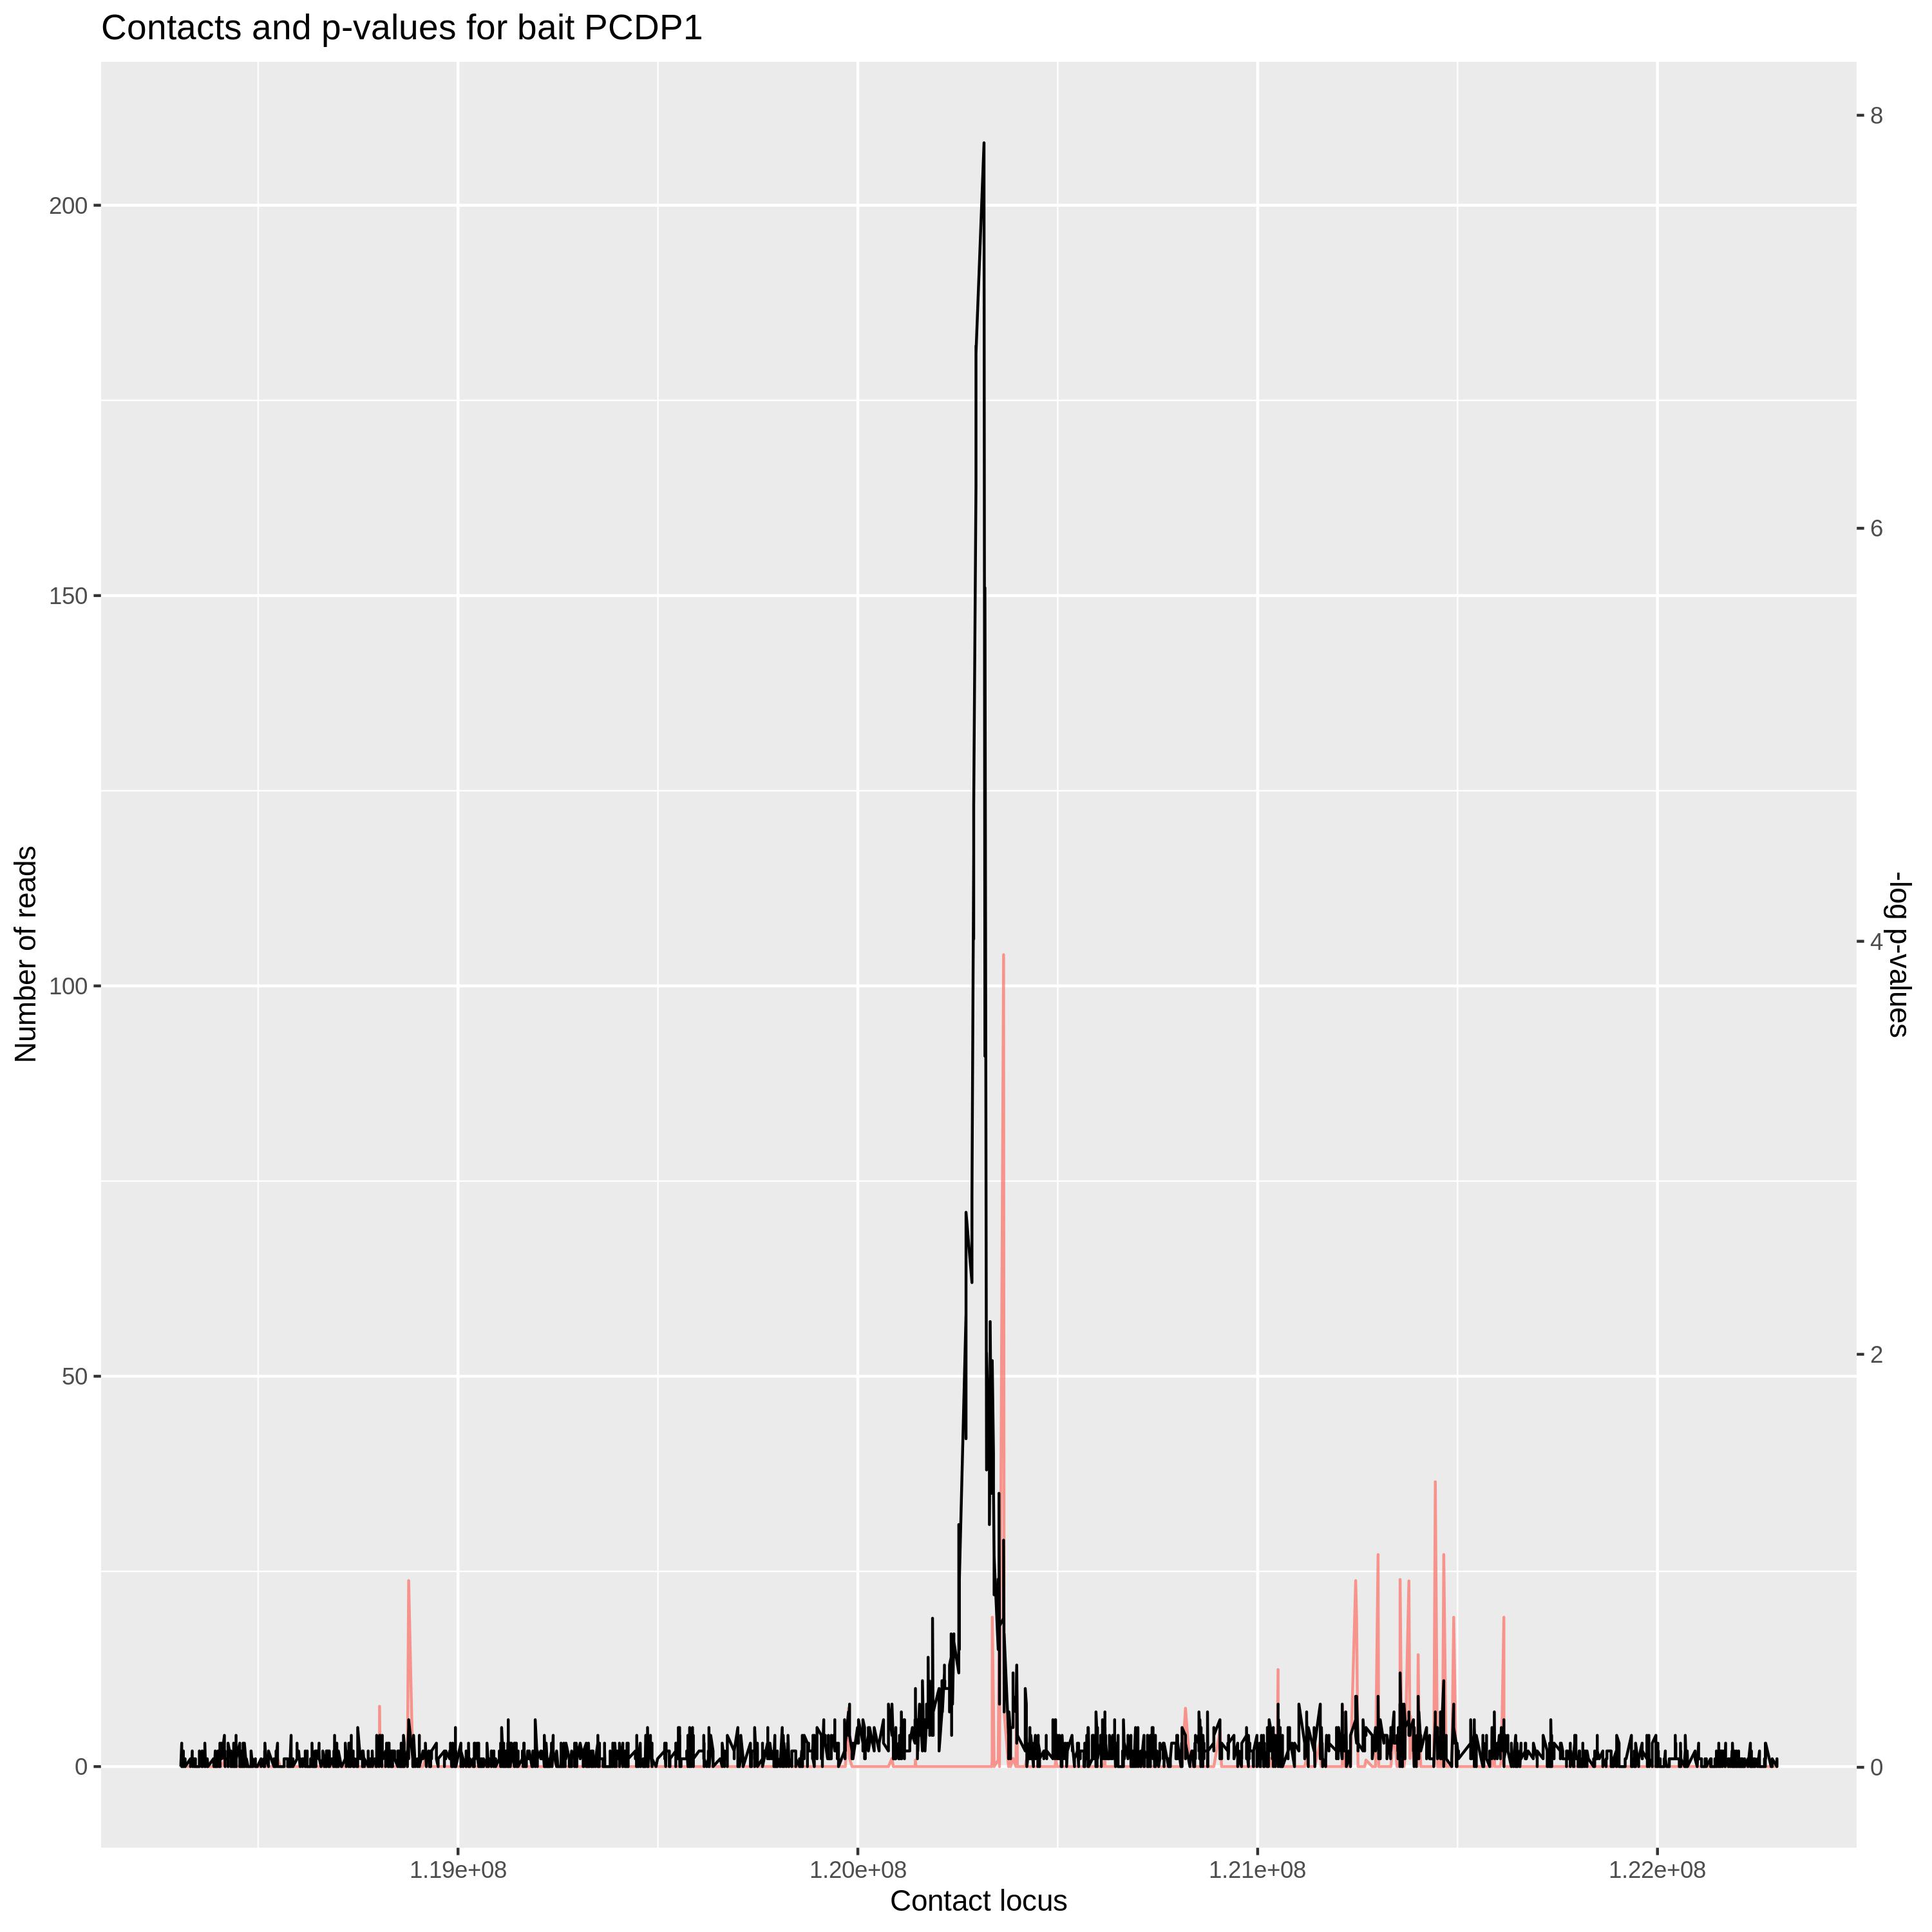 Contacts and p-values for bait PCDP1
Number of reads
200
150
100
50
0
8
6
4
2
0
-log p-values
1.19e+08
1.20e+08
1.21e+08
1.22e+08
Contact locus